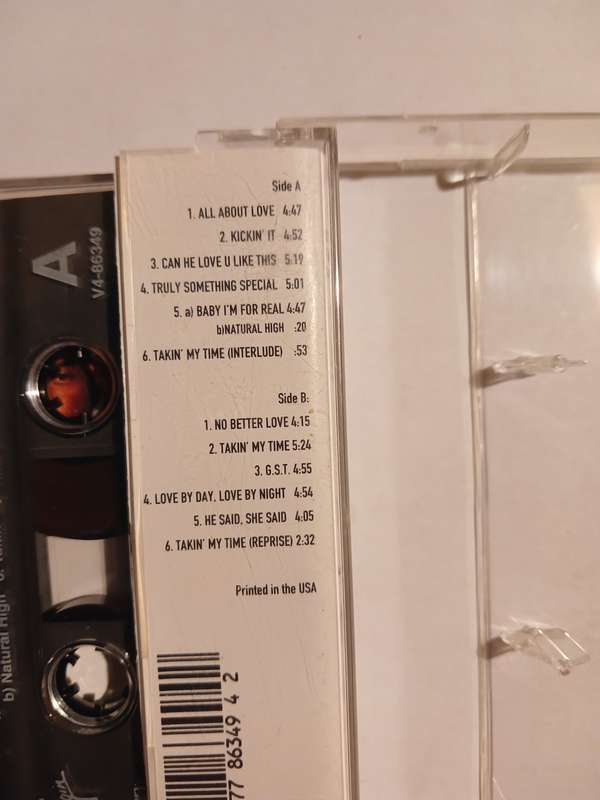 Side A
1. ALL ABOUT LOVE 4:47
2. KICKIN' IT 4:52
3. CAN HE LOVE U LIKE THIS 5:19
4. TRULY SOMETHING SPECIAL 5:01
5. a) BABY I'M FOR REAL 4:47
b)NATURAL HIGH :20
6. TAKIN' MY TIME (INTERLUDE) :53
Side B:
1. NO BETTER LOVE 4:15
2. TAKIN' MY TIME 5:24
3. G.S.T. 4:55
4. LOVE BY DAY, LOVE BY NIGHT 4:54
5. HE SAID, SHE SAID 4:05
6. TAKIN' MY TIME (REPRISE) 2:32
Printed in the USA
77 86349 4 2
A
V4-86349
b) Natural High 6.